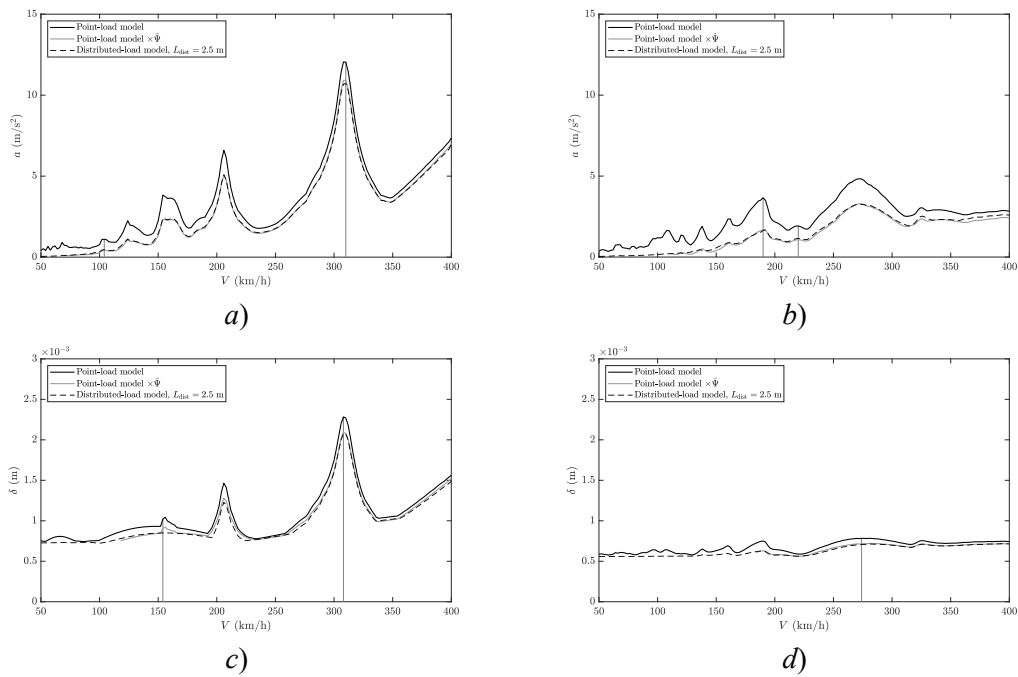 15
10
5
0
a (m/s²)
Point-load model
Point-load model ×Ψ̂
Distributed-load model, L_dist = 2.5 m
50 100 150 200 250 300 350 400
V (km/h)
a)
15
10
5
0
a (m/s²)
Point-load model
Point-load model ×Ψ̂
Distributed-load model, L_dist = 2.5 m
50 100 150 200 250 300 350 400
V (km/h)
b)
×10⁻³
3
2.5
2
1.5
1
0.5
0
δ (m)
Point-load model
Point-load model ×Ψ̂
Distributed-load model, L_dist = 2.5 m
50 100 150 200 250 300 350 400
V (km/h)
c)
×10⁻³
3
2.5
2
1.5
1
0.5
0
δ (m)
Point-load model
Point-load model ×Ψ̂
Distributed-load model, L_dist = 2.5 m
50 100 150 200 250 300 350 400
V (km/h)
d)